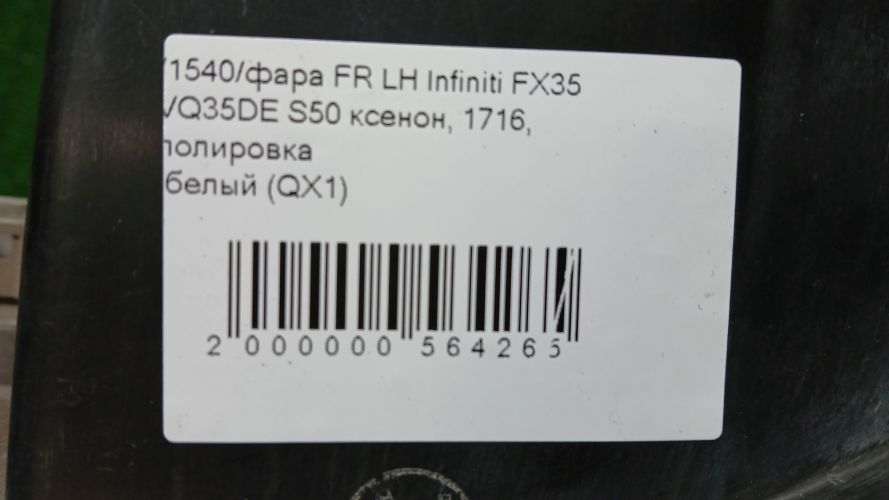 /1540/фара FR LH Infiniti FX35
VQ35DE S50 ксенон, 1716,
полировка
белый (QX1)
2 000000 564265